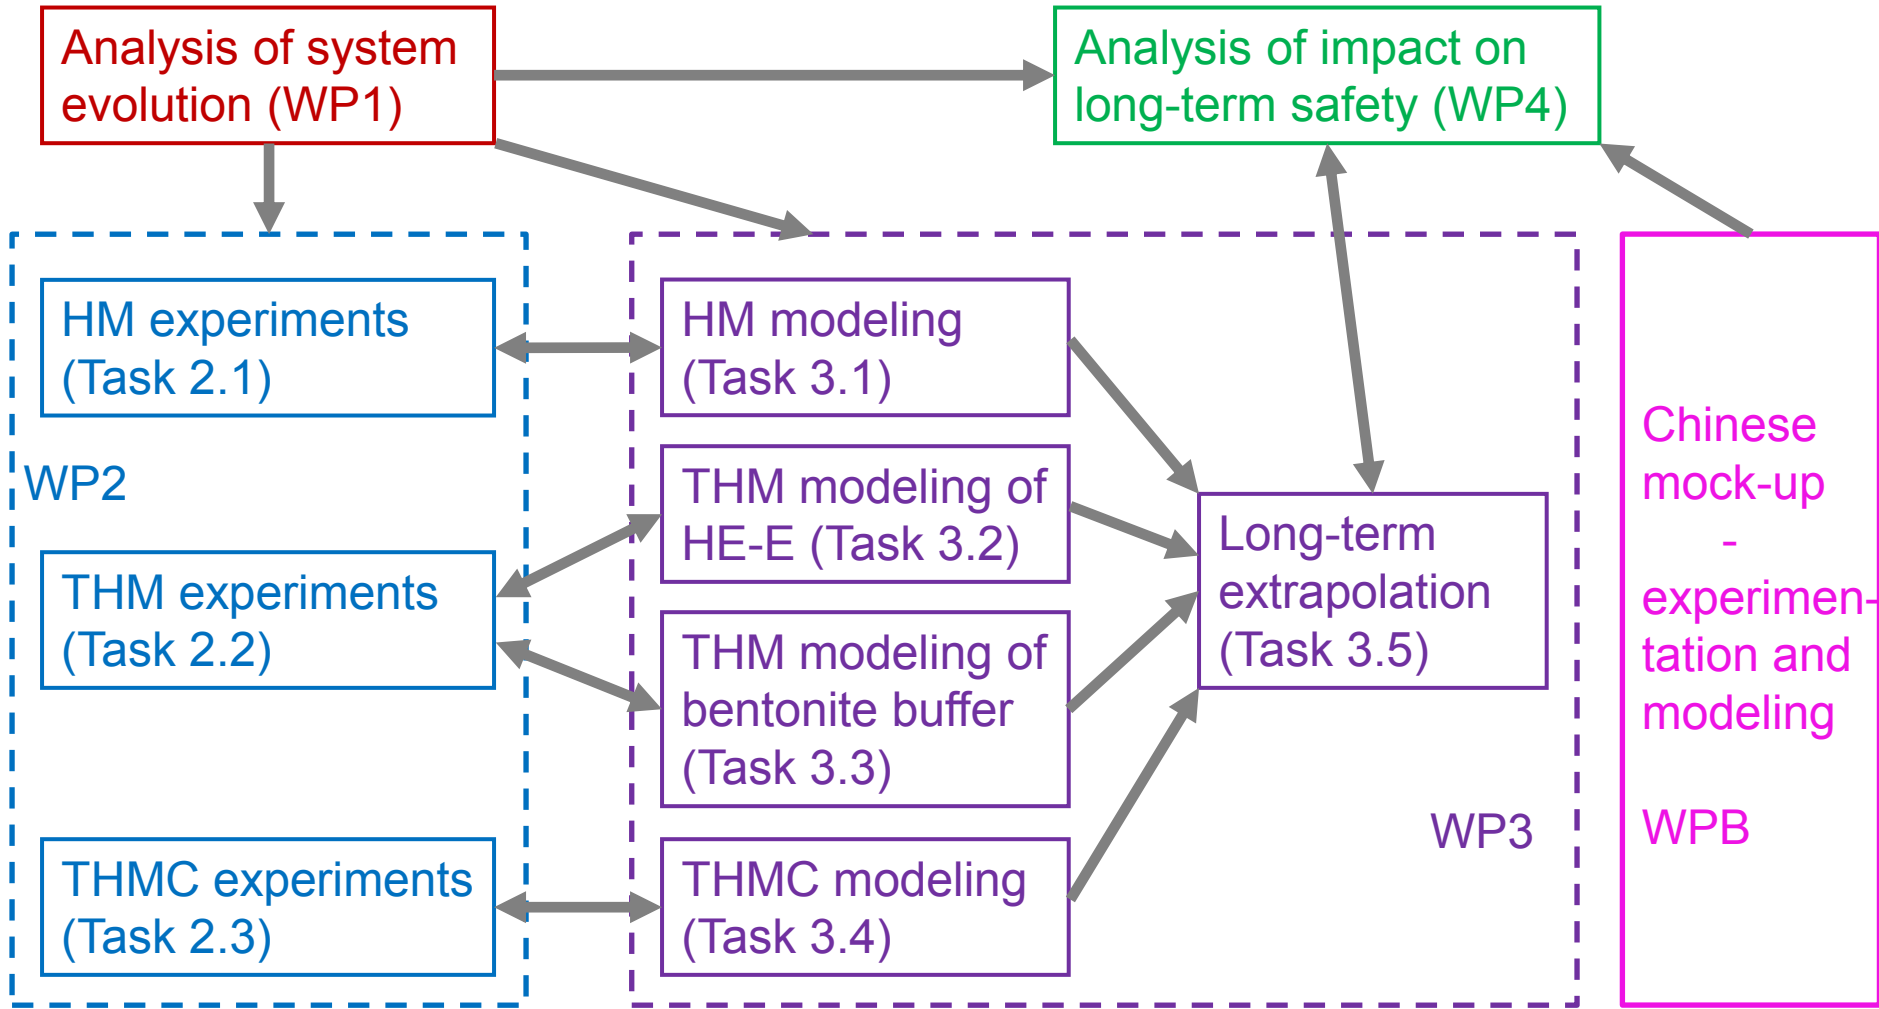 Analysis of system
evolution (WP1)
Analysis of impact on
long-term safety (WP4)
HM experiments
(Task 2.1)
WP2
THM experiments
(Task 2.2)
THMC experiments
(Task 2.3)
HM modeling
(Task 3.1)
THM modeling of
HE-E (Task 3.2)
THM modeling of
bentonite buffer
(Task 3.3)
THMC modeling
(Task 3.4)
Long-term
extrapolation
(Task 3.5)
WP3
Chinese
mock-up
-
experimen-
tation and
modeling
WPB